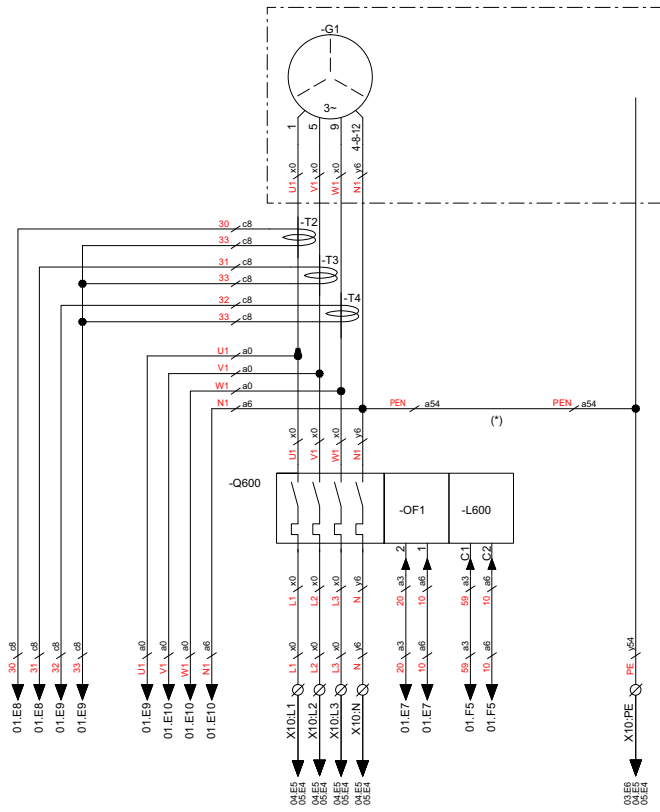 -G1
3~
1
5
9
4-8-12
U1 x0
V1 x0
W1 x0
N1 y6
-T2
30 c8
33 c8
-T3
31 c8
33 c8
-T4
32 c8
33 c8
U1 a0
V1 a0
W1 a0
N1 a6
PEN a54
(*)
PEN a54
U1 x0
V1 x0
W1 x0
N1 y6
-Q600
-OF1
-L600
2
1
C1
C2
L1 x0
L2 x0
L3 x0
N y6
20 a3
10 a6
59 a3
10 a6
30 c8
31 c8
32 c8
33 c8
U1 a0
V1 a0
W1 a0
N1 a6
L1 x0
L2 x0
L3 x0
N y6
20 a3
10 a6
59 a3
10 a6
PE y54
01.E8
01.E8
01.E9
01.E9
01.E9
01.E10
01.E10
01.E10
X10:L1
X10:L2
X10:L3
X10:N
01.E7
01.E7
01.F5
01.F5
X10:PE
04.E5
05.E4
04.E5
05.E4
04.E5
05.E4
04.E5
05.E4
03.E6
04.E5
05.E4